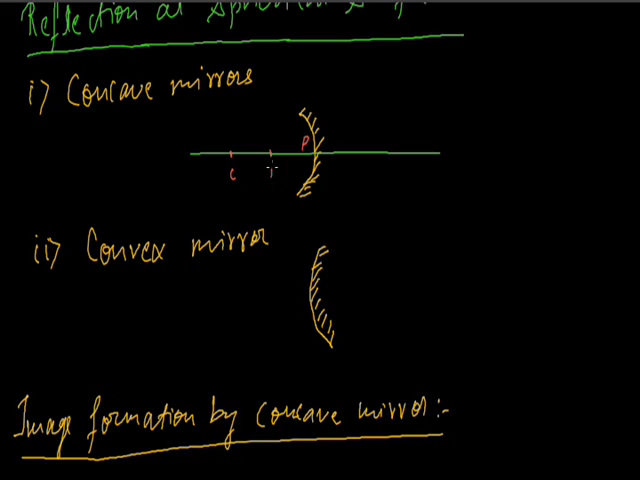 Reflection at
i) Concave mirrors
P
C
ii) Convex mirror
Image formation by concave mirror:-